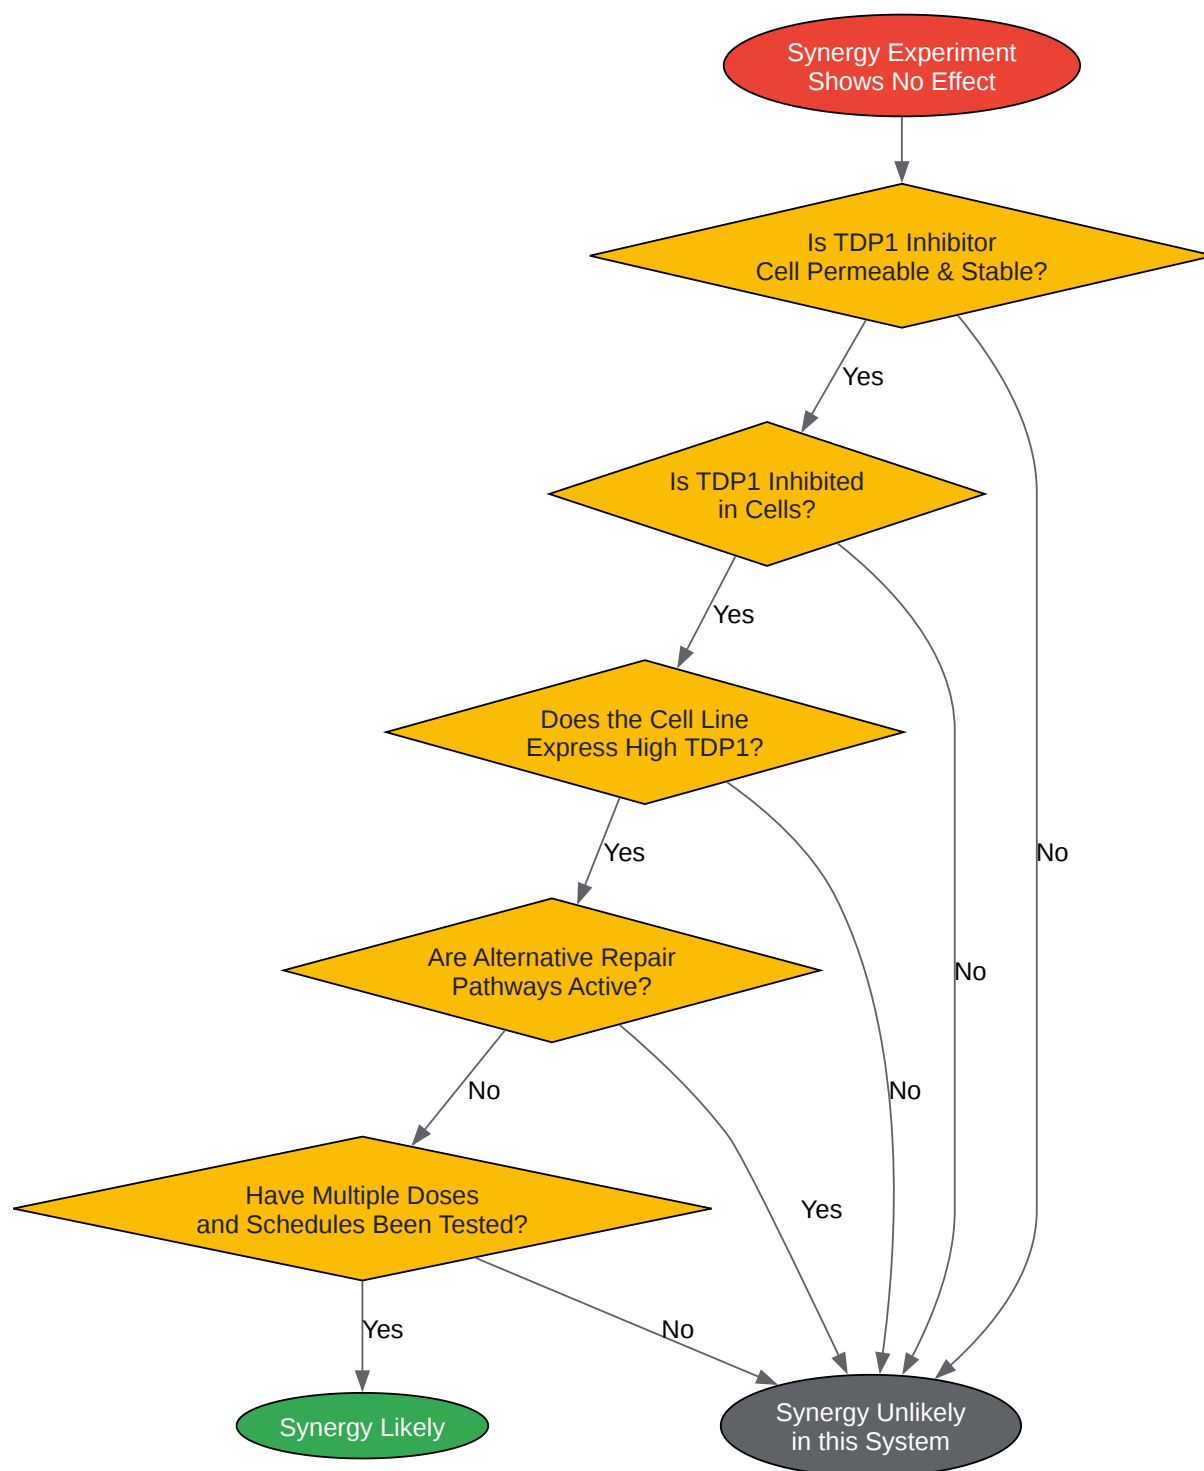 Synergy Experiment
Shows No Effect
Is TDP1 Inhibitor
Cell Permeable & Stable?
Yes
Is TDP1 Inhibited
in Cells?
Yes
Does the Cell Line
Express High TDP1?
Yes
No
Are Alternative Repair
Pathways Active?
No
No
No
Have Multiple Doses
and Schedules Been Tested?
Yes
Yes
No
Synergy Likely
Synergy Unlikely
in this System